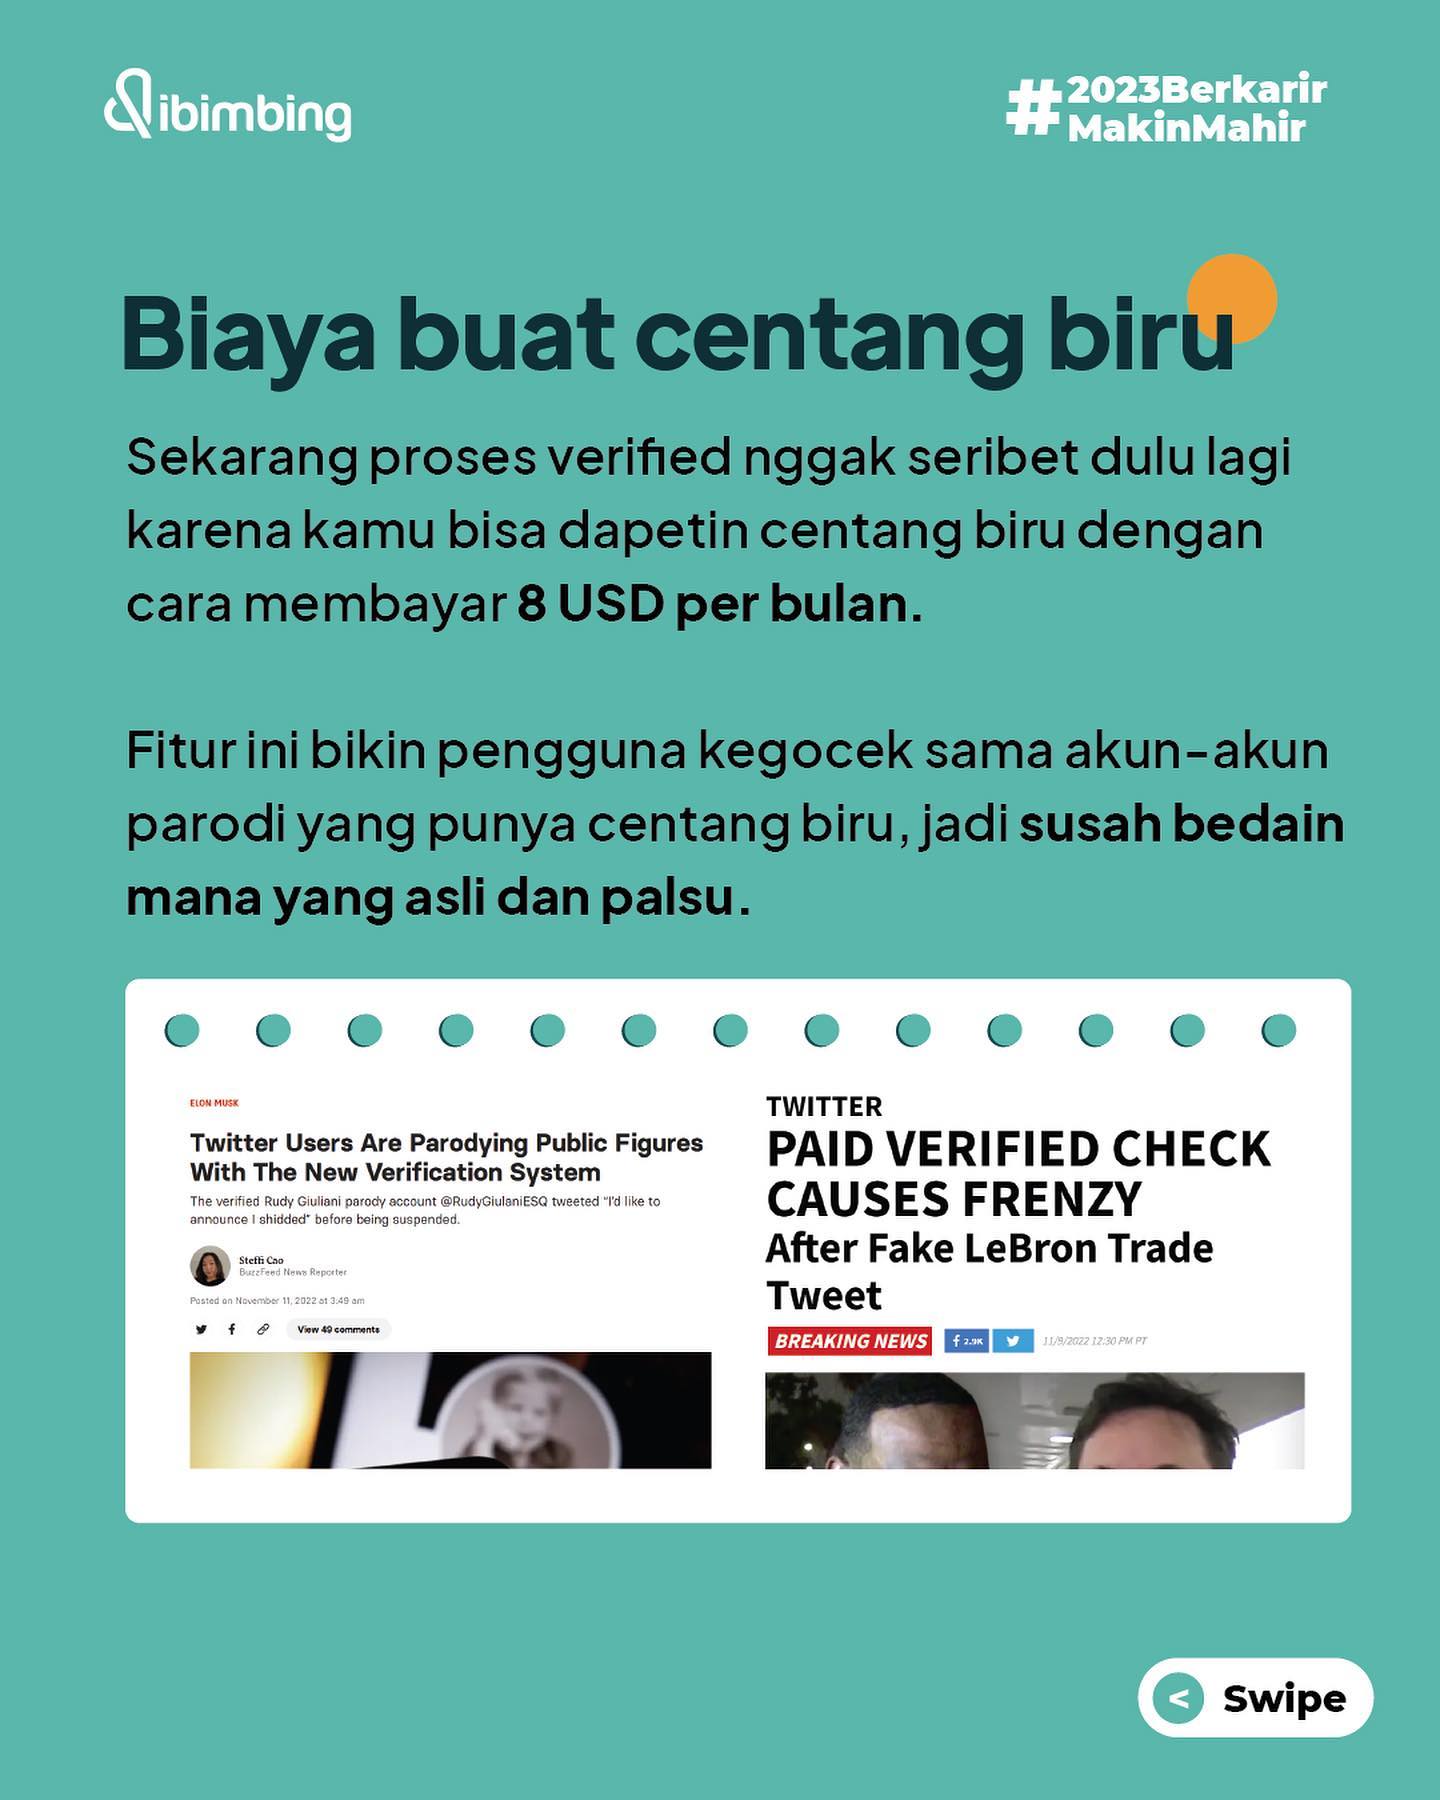 dibimbing
#2023Berkarir
MakinMahir
Biaya buat centang biru
Sekarang proses verified nggak seribet dulu lagi
karena kamu bisa dapetin centang biru dengan
cara membayar 8 USD per bulan.
Fitur ini bikin pengguna kegocek sama akun-akun
parodi yang punya centang biru, jadi susah bedain
mana yang asli dan palsu.
ELON MUSK
Twitter Users Are Parodying Public Figures
With The New Verification System
The verified Rudy Giuliani parody account @RudyGiulaniESQ tweeted “I'd like to
announce I shidded” before being suspended.
Steffi Cao
BuzzFeed News Reporter
Posted on November 11, 2022 at 3:49 am
View 49 comments
TWITTER
PAID VERIFIED CHECK
CAUSES FRENZY
After Fake LeBron Trade
Tweet
BREAKING NEWS
2.9K
11/9/2022 12:30 PM PT
< Swipe